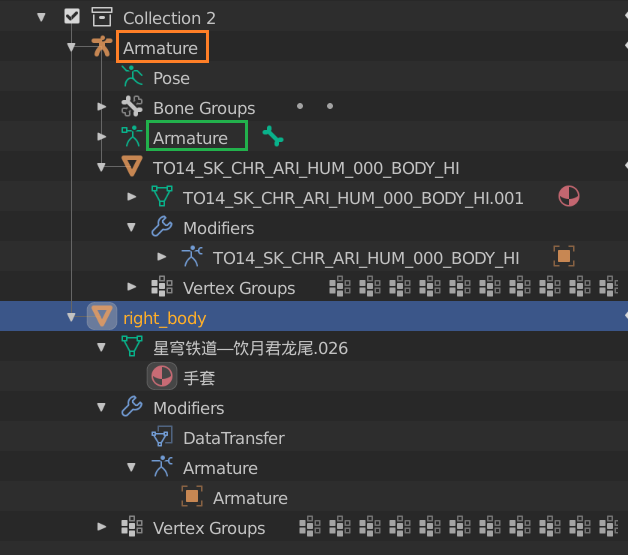 Collection 2
Armature
Pose
Bone Groups
Armature
TO14_SK_CHR_ARI_HUM_000_BODY_HI
TO14_SK_CHR_ARI_HUM_000_BODY_HI.001
Modifiers
TO14_SK_CHR_ARI_HUM_000_BODY_HI
Vertex Groups
right_body
星穹铁道—饮月君龙尾.026
手套
Modifiers
DataTransfer
Armature
Armature
Vertex Groups